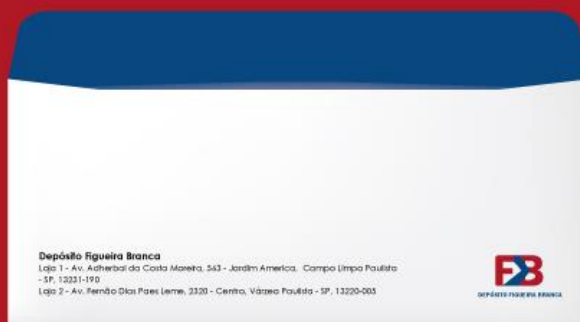 Depósito Figueira Branca
Loja 1 - Av. Adherbal da Costa Moreira, 563 - Jardim America, Campo Limpo Paulista
- SP, 13231-190
Loja 2 - Av. Fernão Dias Paes Leme, 2320 - Centro, Várzea Paulista - SP, 13220-005
FB
DEPÓSITO FIGUEIRA BRANCA